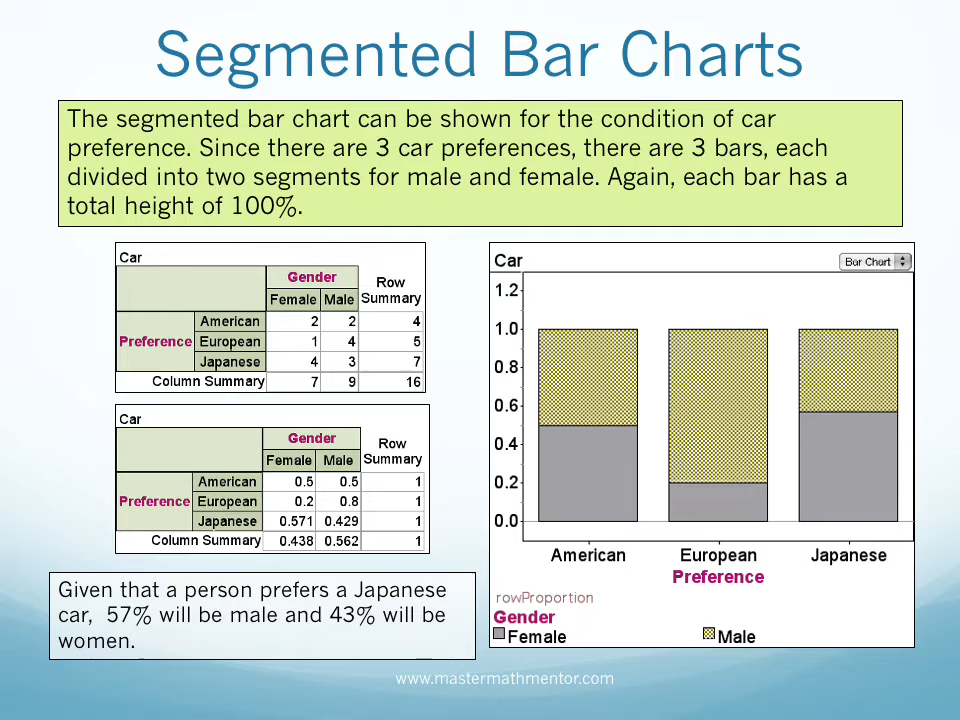 Segmented Bar Charts
The segmented bar chart can be shown for the condition of car
preference. Since there are 3 car preferences, there are 3 bars, each
divided into two segments for male and female. Again, each bar has a
total height of 100%.
Car
Gender
Row
Female Male Summary
American 2 2 4
Preference European 1 4 5
Japanese 4 3 7
Column Summary 7 9 16
Car
Gender
Row
Female Male Summary
American 0.5 0.5 1
Preference European 0.2 0.8 1
Japanese 0.571 0.429 1
Column Summary 0.438 0.562 1
Given that a person prefers a Japanese
car, 57% will be male and 43% will be
women.
Car Bar Chart
1.2
1.0
0.8
0.6
0.4
0.2
0.0
American European Japanese
Preference
rowProportion
Gender
Female Male
www.mastermathmentor.com